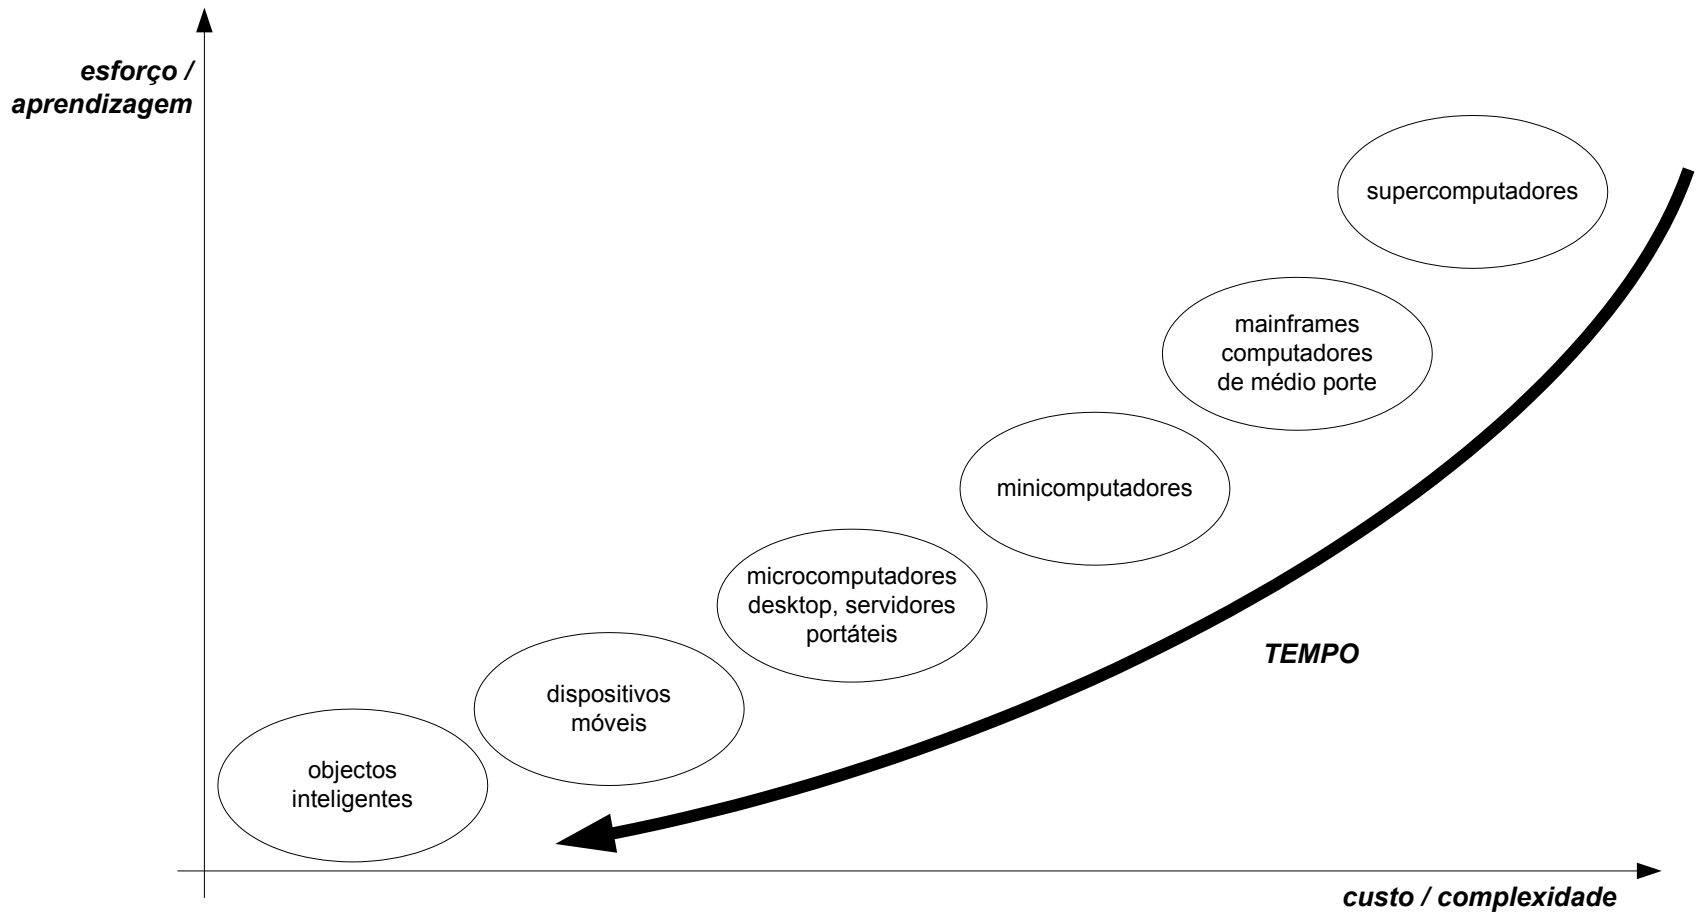 esforço /
aprendizagem
supercomputadores
mainframes
computadores
de médio porte
minicomputadores
microcomputadores
desktop, servidores
portáteis
TEMPO
dispositivos
móveis
objectos
inteligentes
custo / complexidade